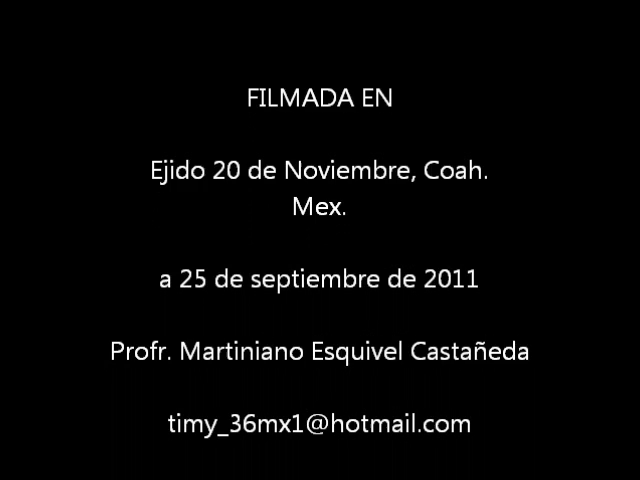 FILMADA EN
Ejido 20 de Noviembre, Coah.
Mex.
a 25 de septiembre de 2011
Profr. Martiniano Esquivel Castañeda
timy_36mx1@hotmail.com